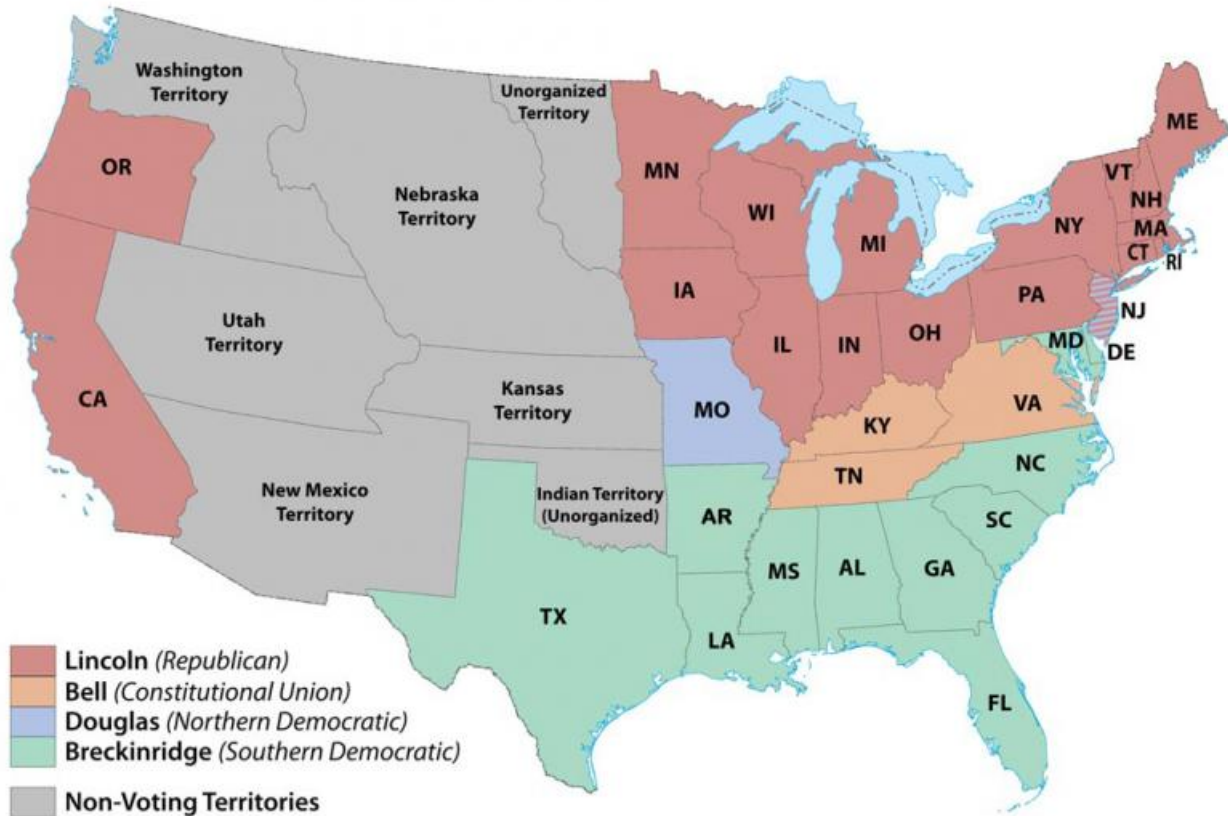 Washington
Territory
Unorganized
Territory
ME
OR
MN
VT
NH
Nebraska
Territory
WI
MI
NY
MA
CT
RI
IA
PA
NJ
Utah
Territory
IL
IN
OH
MD
DE
Kansas
Territory
CA
MO
KY
VA
NC
TN
New Mexico
Territory
Indian Territory
(Unorganized)
AR
SC
MS
AL
GA
TX
LA
FL
Lincoln (Republican)
Bell (Constitutional Union)
Douglas (Northern Democratic)
Breckinridge (Southern Democratic)
Non-Voting Territories